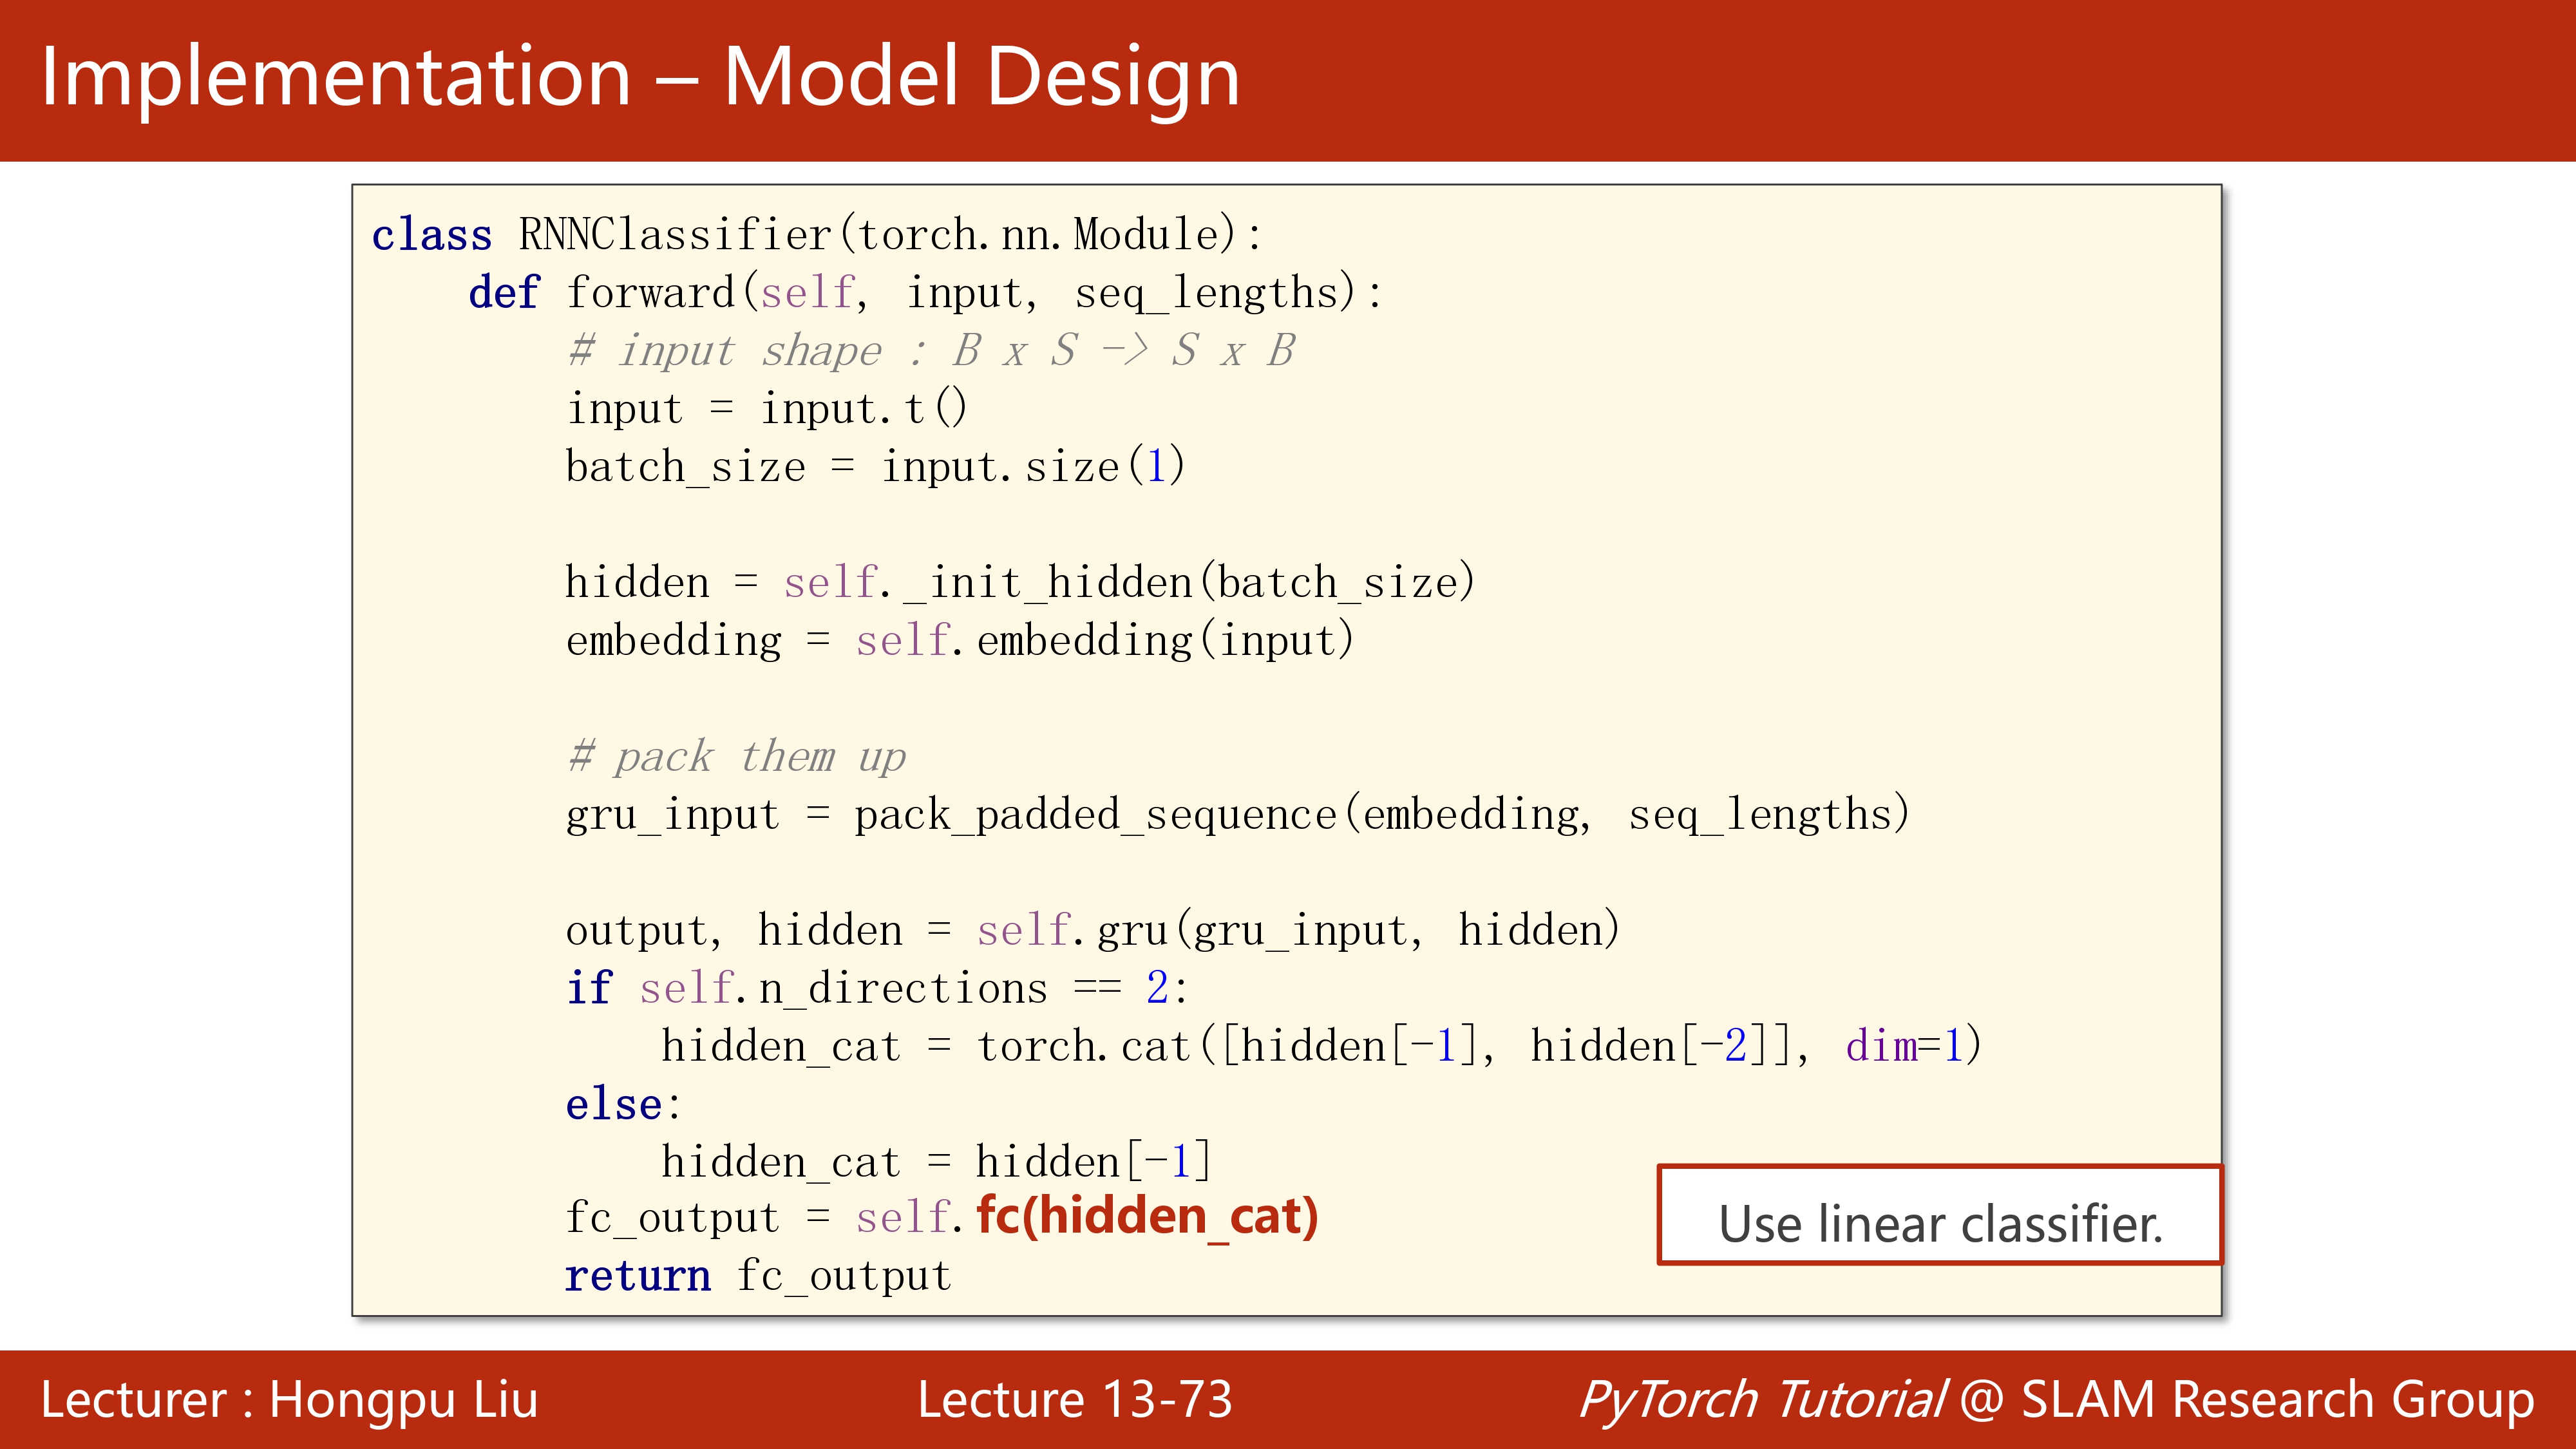 Implementation – Model Design
class RNNClassifier(torch.nn.Module):
    def forward(self, input, seq_lengths):
        # input shape : B x S -> S x B
        input = input.t()
        batch_size = input.size(1)

        hidden = self._init_hidden(batch_size)
        embedding = self.embedding(input)

        # pack them up
        gru_input = pack_padded_sequence(embedding, seq_lengths)

        output, hidden = self.gru(gru_input, hidden)
        if self.n_directions == 2:
            hidden_cat = torch.cat([hidden[-1], hidden[-2]], dim=1)
        else:
            hidden_cat = hidden[-1]
        fc_output = self.fc(hidden_cat)
        return fc_output
Use linear classifier.
Lecturer : Hongpu Liu
Lecture 13-73
PyTorch Tutorial @ SLAM Research Group